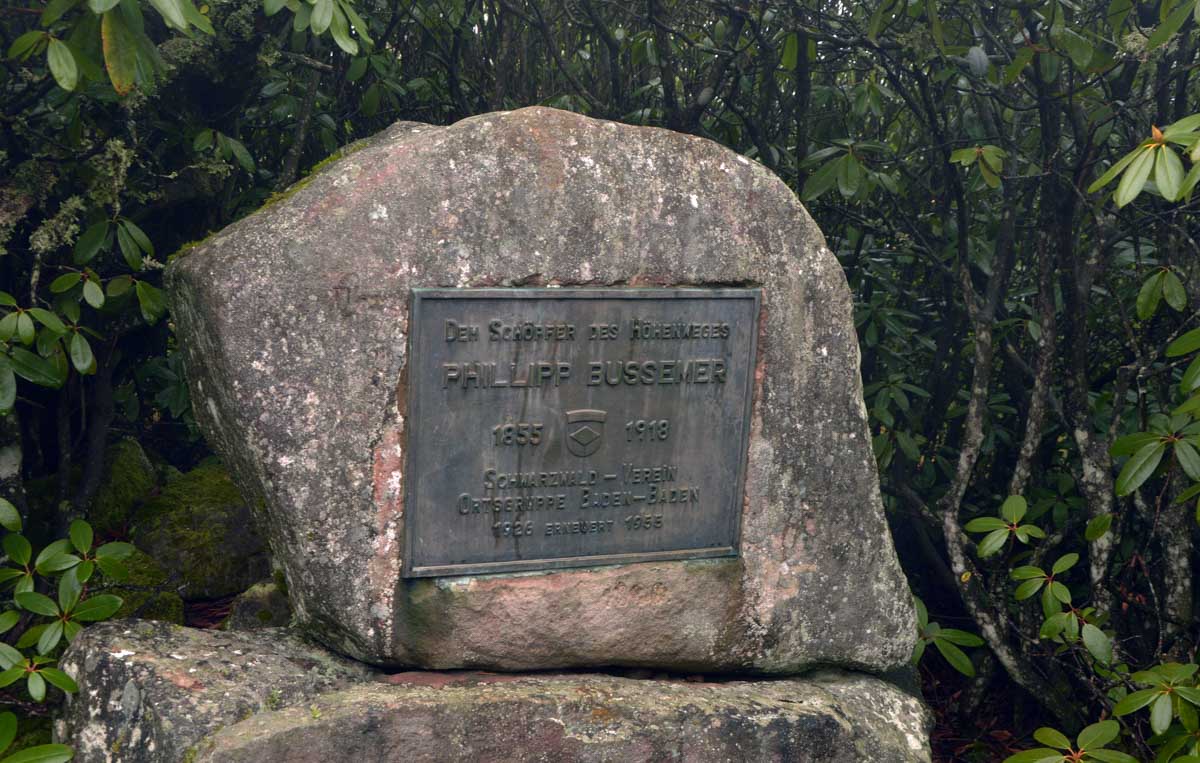 DEM SCHÖPFER DES HÖHENWEGES
PHILLIPP BUSSEMER
1855 1918
SCHWARZWALD – VEREIN
ORTSGRUPPE BADEN–BADEN
1926 ERNEUERT 1955